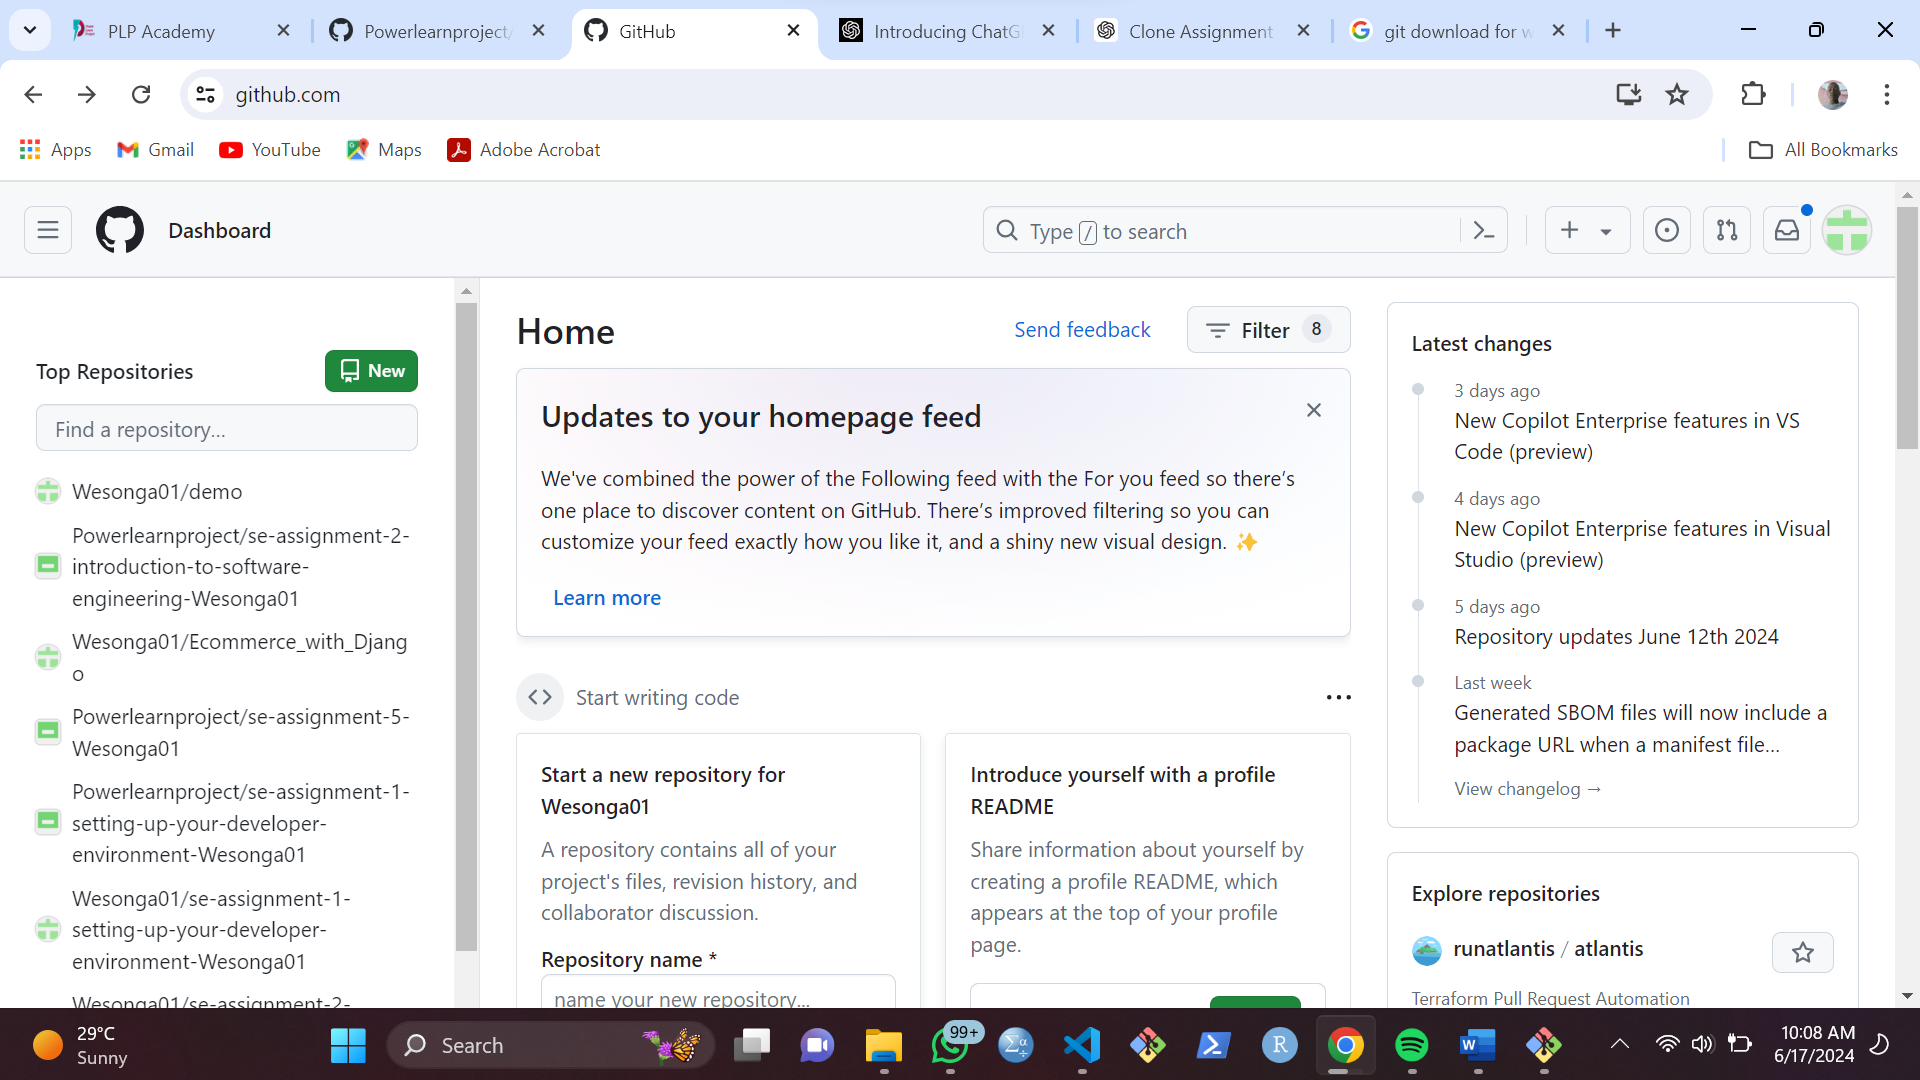 PLP Academy
Powerlearnproject/
GitHub
Introducing ChatG
Clone Assignment
git download for w
github.com
Apps
Gmail
YouTube
Maps
Adobe Acrobat
All Bookmarks
Dashboard
Type / to search
Top Repositories
New
Find a repository...
Wesonga01/demo
Powerlearnproject/se-assignment-2-
introduction-to-software-
engineering-Wesonga01
Wesonga01/Ecommerce_with_Djang
o
Powerlearnproject/se-assignment-5-
Wesonga01
Powerlearnproject/se-assignment-1-
setting-up-your-developer-
environment-Wesonga01
Wesonga01/se-assignment-1-
setting-up-your-developer-
environment-Wesonga01
Wesonga01/se-assignment-2-
Home
Send feedback
Filter 8
Updates to your homepage feed
We've combined the power of the Following feed with the For you feed so there’s
one place to discover content on GitHub. There’s improved filtering so you can
customize your feed exactly how you like it, and a shiny new visual design. ✨
Learn more
Start writing code
Start a new repository for
Wesonga01
A repository contains all of your
project's files, revision history, and
collaborator discussion.
Repository name *
name your new repository...
Introduce yourself with a profile
README
Share information about yourself by
creating a profile README, which
appears at the top of your profile
page.
Latest changes
3 days ago
New Copilot Enterprise features in VS
Code (preview)
4 days ago
New Copilot Enterprise features in Visual
Studio (preview)
5 days ago
Repository updates June 12th 2024
Last week
Generated SBOM files will now include a
package URL when a manifest file...
View changelog →
Explore repositories
runatlantis / atlantis
Terraform Pull Request Automation
29°C
Sunny
Search
99+
10:08 AM
6/17/2024